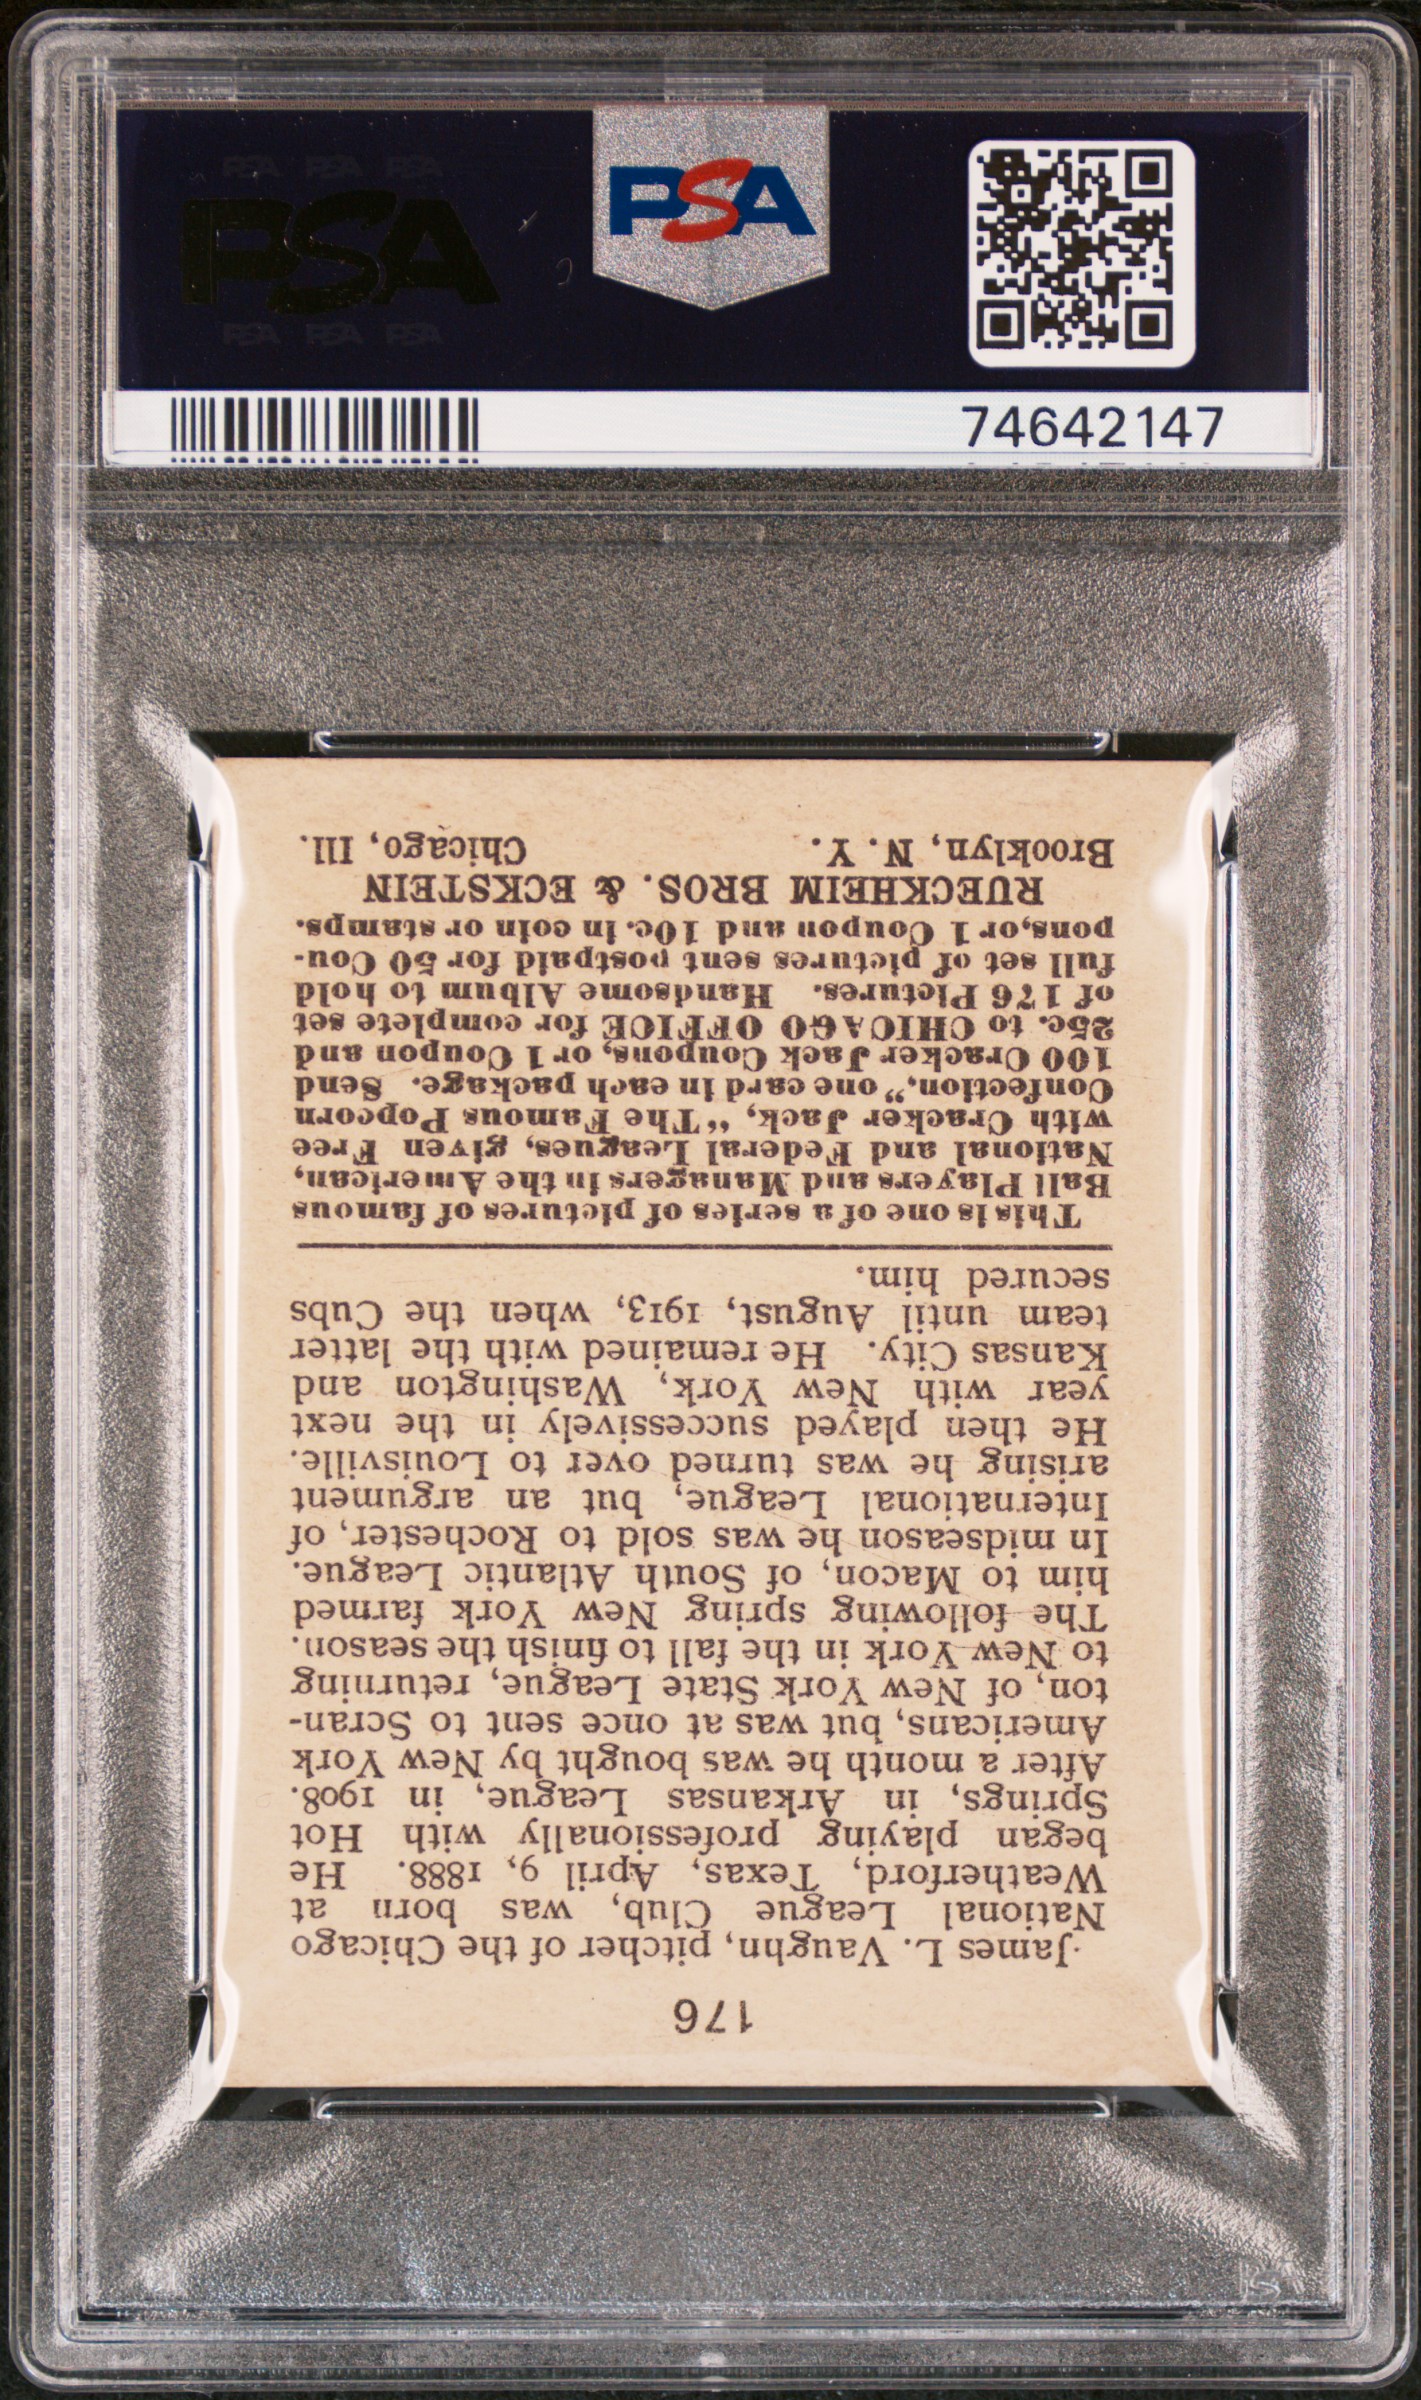 PSA PSA PSA
PSA
PSA PSA PSA
PSA
74642147
176
James L. Vaughn, pitcher of the Chicago
National League Club, was born at
Weatherford, Texas, April 9, 1888. He
began playing professionally with Hot
Springs, in Arkansas League, in 1908.
After a month he was bought by New York
Americans, but was at once sent to Scran-
ton, of New York State League, returning
to New York in the fall to finish the season.
The following spring New York farmed
him to Macon, of South Atlantic League.
In midseason he was sold to Rochester, of
International League, but an argument
arising he was turned over to Louisville.
He then played successively in the next
year with New York, Washington and
Kansas City. He remained with the latter
team until August, 1913, when the Cubs
secured him.
This is one of a series of pictures of famous
Ball Players and Managers in the American,
National and Federal Leagues, given Free
with Cracker Jack, “The Famous Popcorn
Confection,” one card in each package. Send
100 Cracker Jack Coupons, or 1 Coupon and
25c. to CHICAGO OFFICE for complete set
of 176 Pictures. Handsome Album to hold
full set of pictures sent postpaid for 50 Cou-
pons, or 1 Coupon and 10c. in coin or stamps.
RUECKHEIM BROS. & ECKSTEIN
Brooklyn, N. Y. Chicago, Ill.